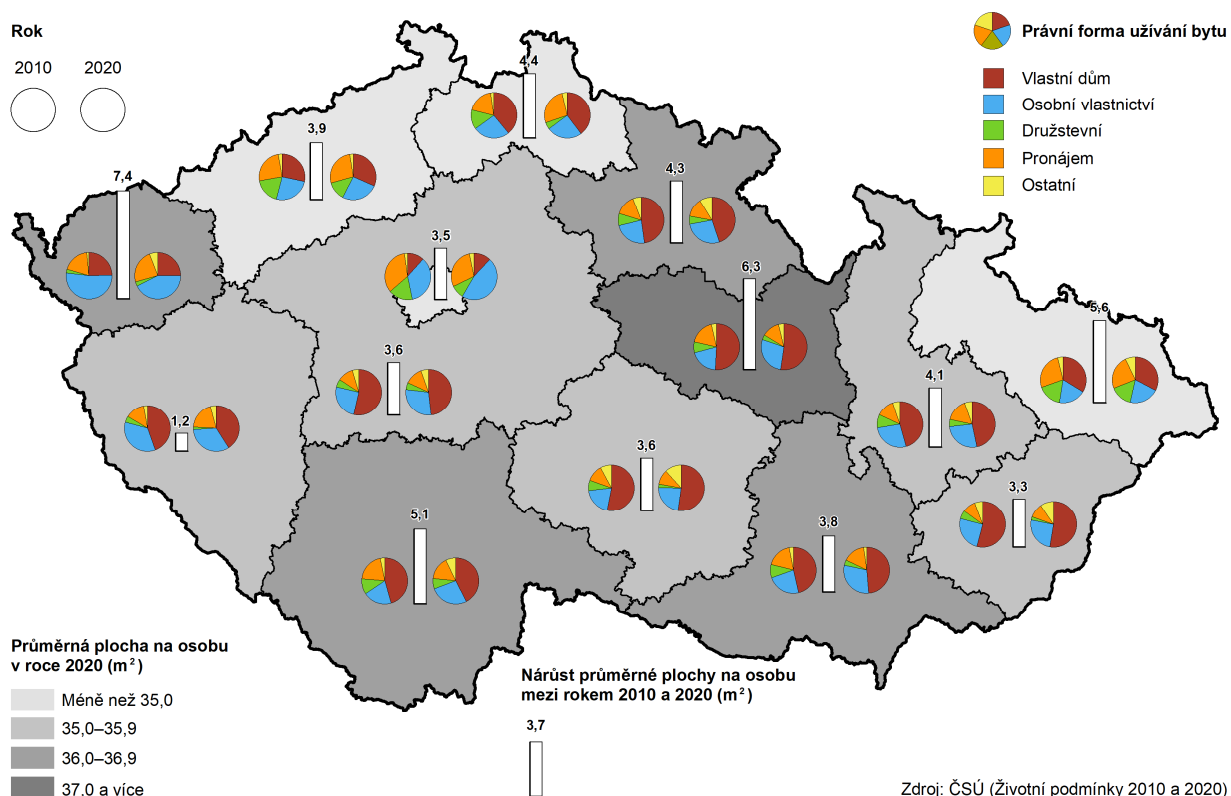 Rok
2010 2020
Právní forma užívání bytu
Vlastní dům
Osobní vlastnictví
Družstevní
Pronájem
Ostatní
4,4
3,9
7,4
4,3
3,5
6,3
5,6
3,6
4,1
1,2
3,6
3,3
5,1
3,8
Průměrná plocha na osobu
v roce 2020 (m²)
Méně než 35,0
35,0–35,9
36,0–36,9
37,0 a více
Nárůst průměrné plochy na osobu
mezi rokem 2010 a 2020 (m²)
3,7
Zdroj: ČSÚ (Životní podmínky 2010 a 2020)